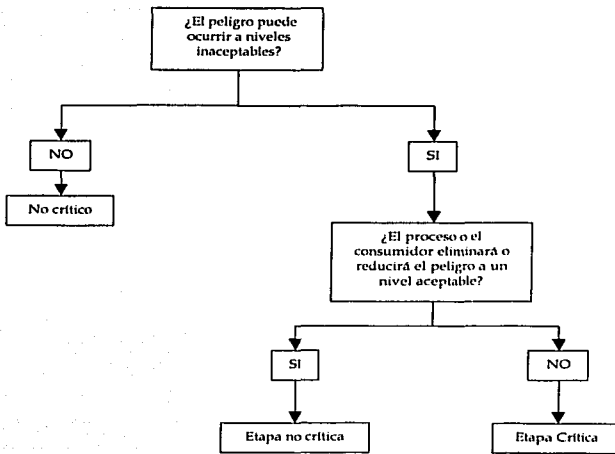 ¿El peligro puede
ocurrir a niveles
inaceptables?
NO
SI
No crítico
¿El proceso o el
consumidor eliminará o
reducirá el peligro a un
nivel aceptable?
SI
NO
Etapa no crítica
Etapa Crítica